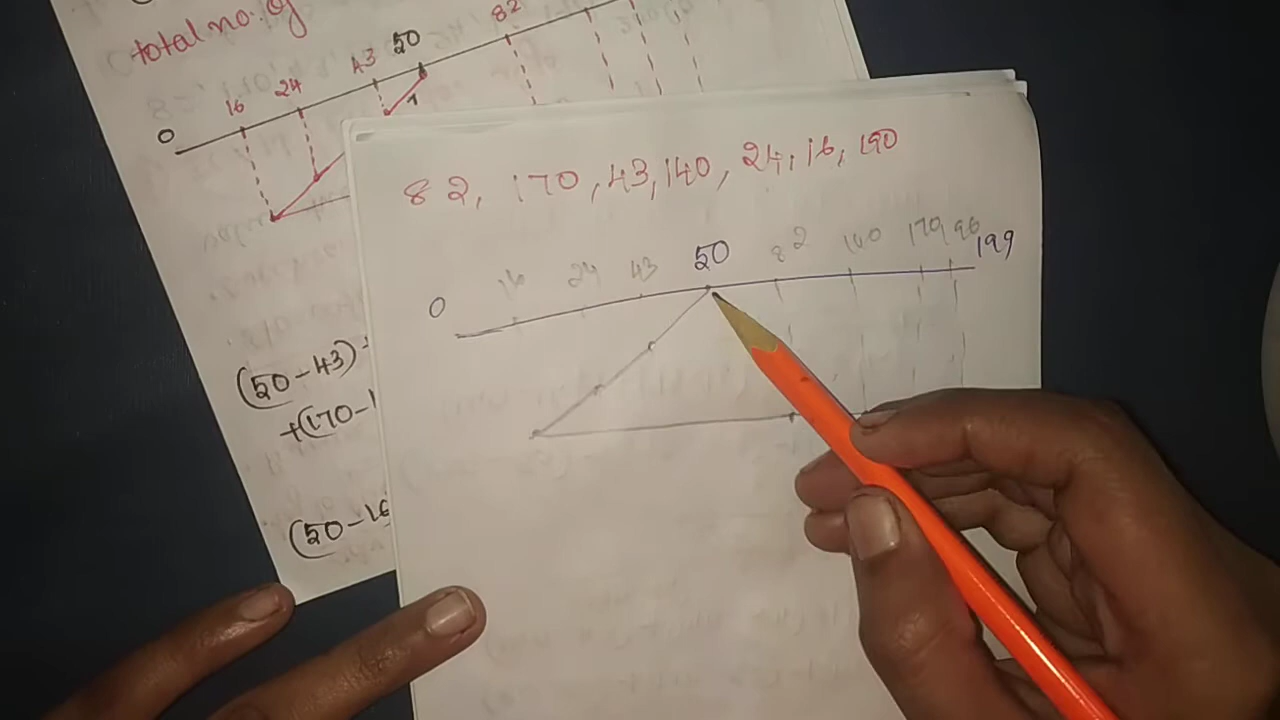 total no. of
0 16 24 43 50 82
82, 170, 43, 140, 24, 16, 190
0 16 24 43 50 82 140 170 190 199
(50-43)
+(170-1
(50-16